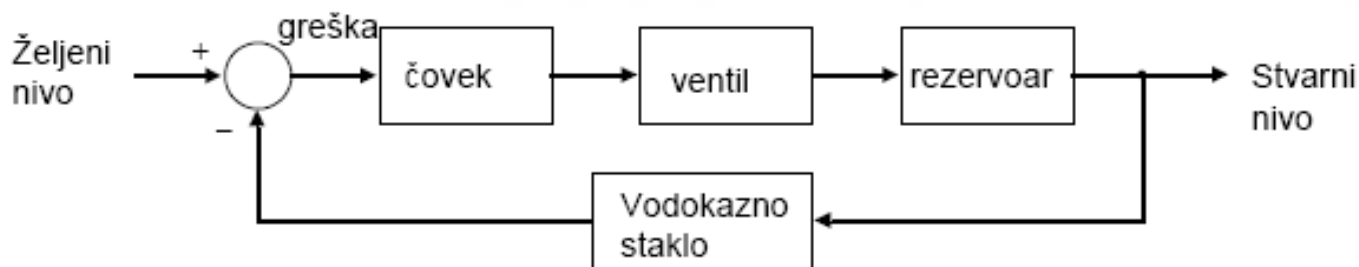 Željeni
nivo
+
−
greška
čovek
ventil
rezervoar
Stvarni
nivo
Vodokazno
staklo